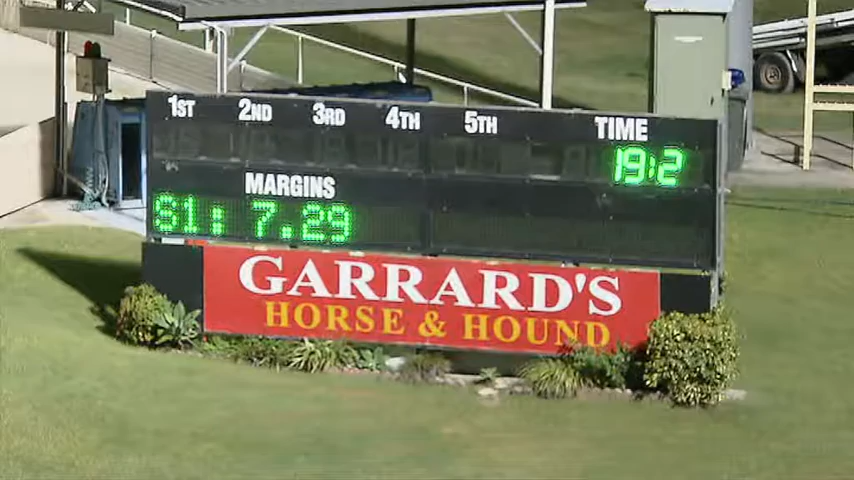 1ST 2ND 3RD 4TH 5TH TIME
19:2
MARGINS
S1: 7.29
GARRARD'S
HORSE & HOUND